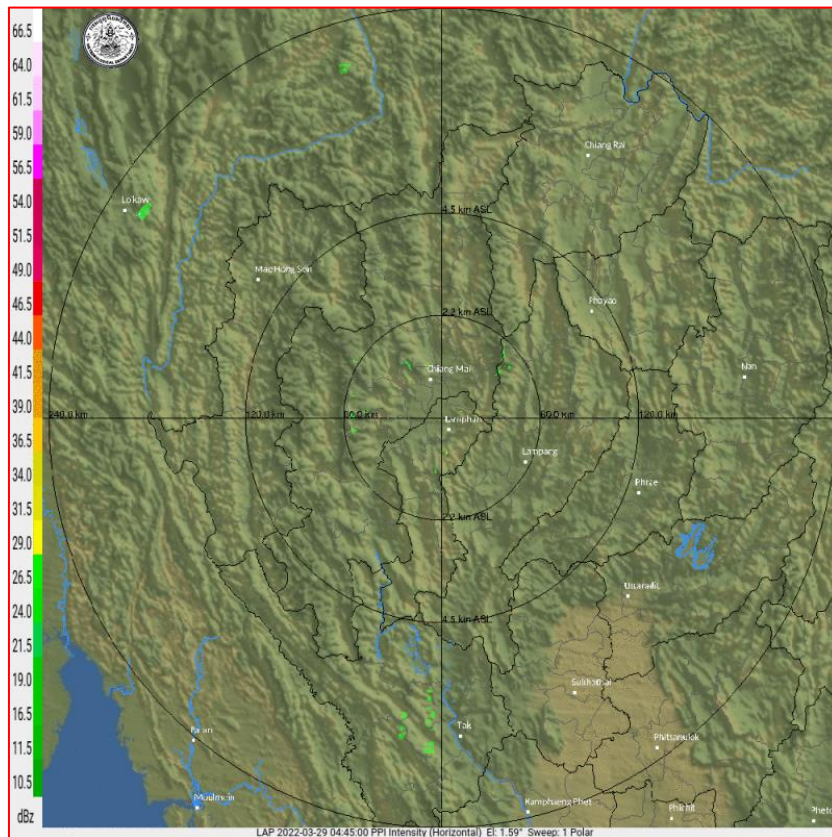 66.5
64.0
61.5
59.0
56.5
54.0
51.5
49.0
46.5
44.0
41.5
39.0
36.5
34.0
31.5
29.0
26.5
24.0
21.5
19.0
16.5
14.0
11.5
10.5
dBz
Chiang Rai
Loikaw
4.5 km ASL
Mae Hong Son
Phayao
2.2 km ASL
Chiang Mai
Nan
240.0 km
120.0 km
60.0 km
60.0 km
120.0 km
Lamphun
Lampang
Phrae
2.2 km ASL
Uttaradit
4.5 km ASL
Sukhothai
Tak
Pa'an
Phitsanulok
Moulmein
Kamphaeng Phet
Phichit
LAP 2022-03-29 04:45:00 PPI Intensity (Horizontal) El: 1.59° Sweep: 1 Polar